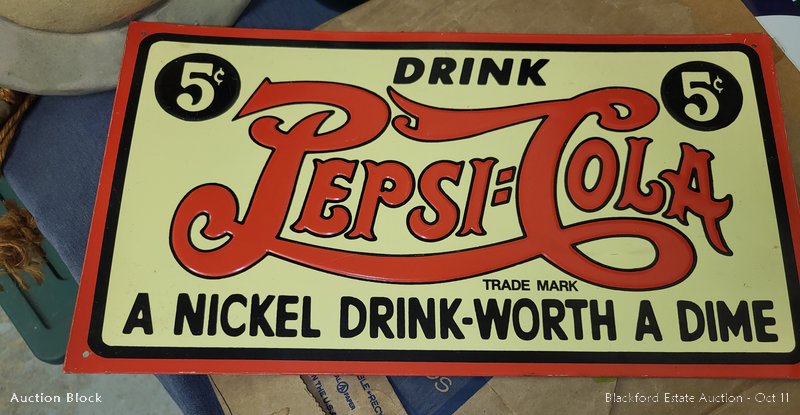 DRINK
5¢ 5¢
PEPSI=COLA
TRADE MARK
A NICKEL DRINK-WORTH A DIME
Auction Block
Blackford Estate Auction - Oct 11